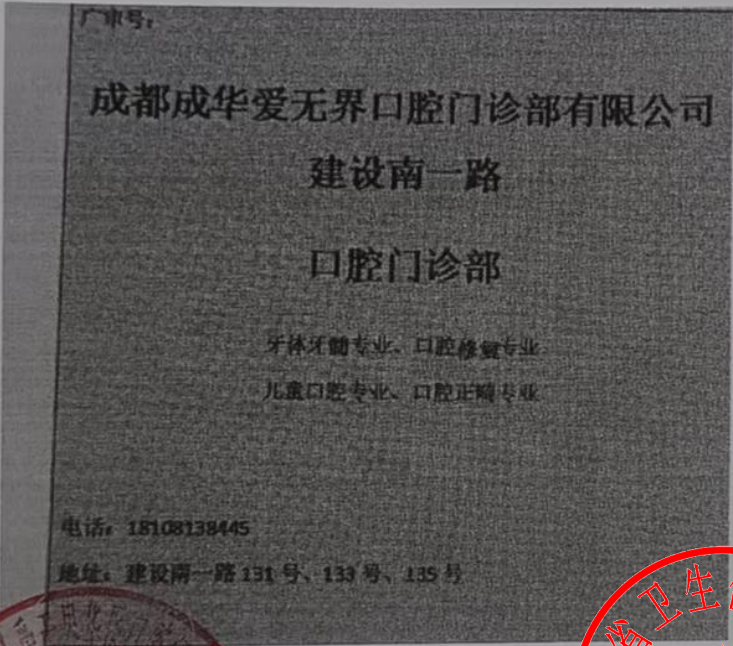 广审号：
成都成华爱无界口腔门诊部有限公司
建设南一路
口腔门诊部
牙体牙髓专业、口腔修复专业
儿童口腔专业、口腔正畸专业
电话：18108138445
地址：建设南一路131号、133号、135号
省卫生